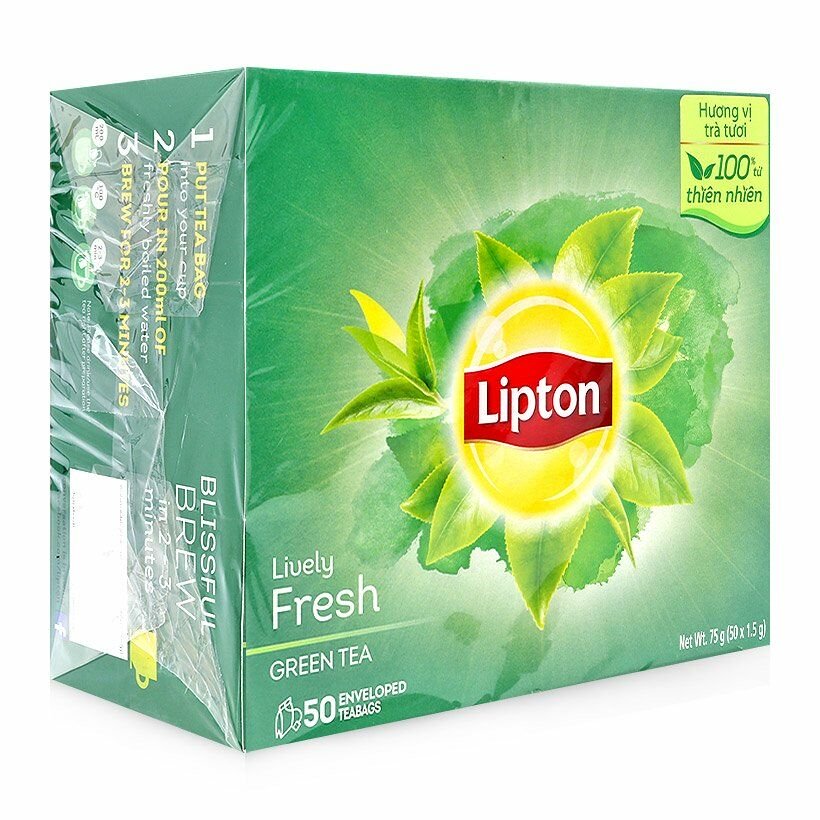 Hương vị
trà tươi
100% từ
thiên nhiên
Lipton
Lively
Fresh
GREEN TEA
50 ENVELOPED
TEABAGS
Net Wt. 75 g (50 x 1.5 g)
1 PUT TEA BAG
into your cup
2 POUR IN 200ml OF
freshly boiled water
3 BREW FOR 2-3 MINUTES
BLISSFUL
BREW
in 2 - 3
minutes